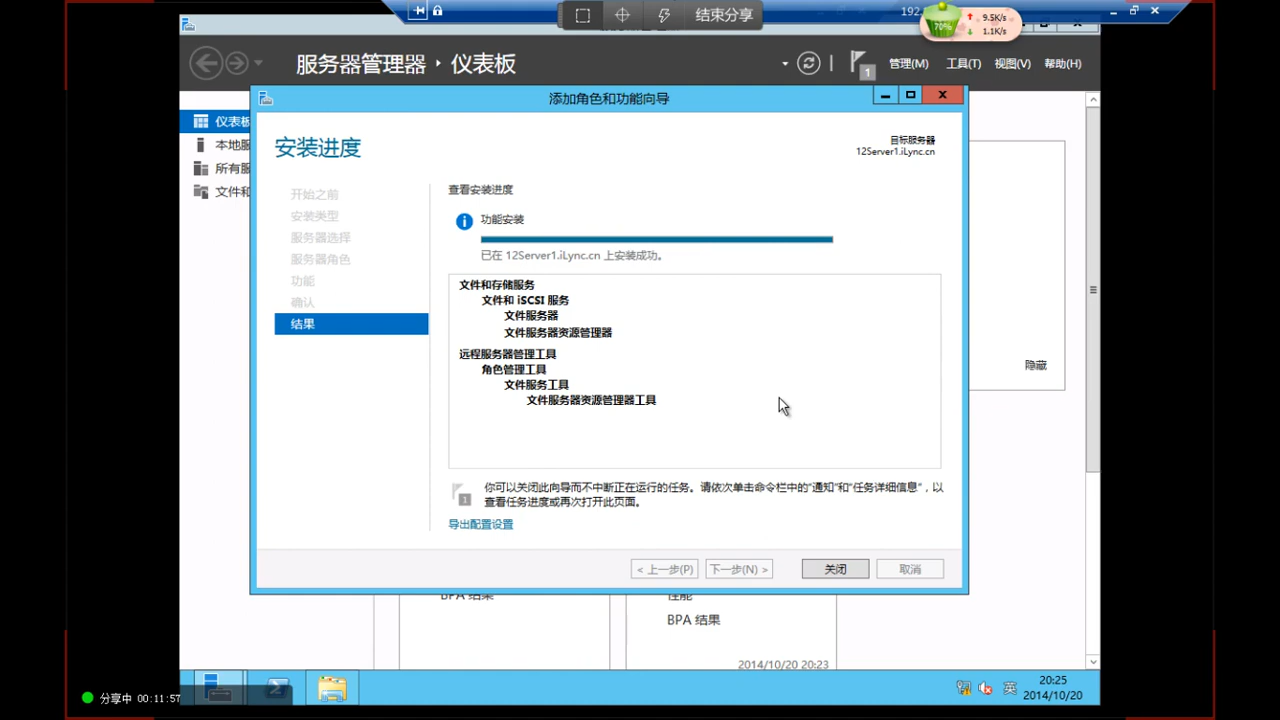 结束分享
192.
70%
9.5K/s
1.1K/s
服务器管理器 · 仪表板
1
管理(M)
工具(T)
视图(V)
帮助(H)
添加角色和功能向导
仪表板
本地服
所有服
文件和
安装进度
目标服务器
12Server1.iLync.cn
开始之前
安装类型
服务器选择
服务器角色
功能
确认
结果
查看安装进度
功能安装
已在 12Server1.iLync.cn 上安装成功。
文件和存储服务
文件和 iSCSI 服务
文件服务器
文件服务器资源管理器
远程服务器管理工具
角色管理工具
文件服务工具
文件服务器资源管理器工具
隐藏
1
你可以关闭此向导而不中断正在运行的任务。请依次单击命令栏中的"通知"和"任务详细信息"，以
查看任务进度或再次打开此页面。
导出配置设置
< 上一步(P)
下一步(N) >
关闭
取消
BPA 结果
性能
BPA 结果
2014/10/20 20:23
分享中 00:11:57
英
20:25
2014/10/20